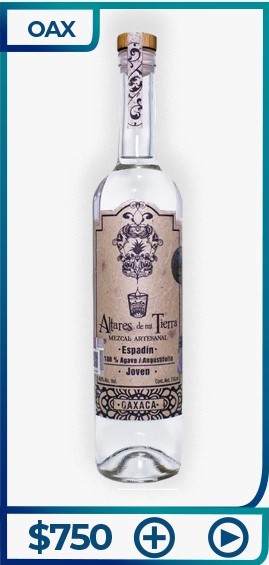 OAX
Altares de mi Tierra
MEZCAL ARTESANAL
·Espadín·
100 % Agave / Angustifolia
· Joven ·
OAXACA
$750